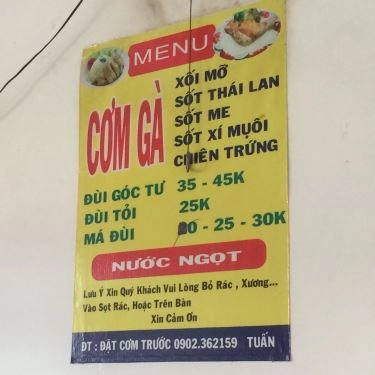 MENU
CƠM GÀ
XỐI MỠ
SỐT THÁI LAN
SỐT ME
SỐT XÍ MUỘI
CHIÊN TRỨNG
ĐÙI GÓC TƯ 35 - 45K
ĐÙI TỎI 25K
MÁ ĐÙI 20 - 25 - 30K
NƯỚC NGỌT
Lưu Ý Xin Quý Khách Vui Lòng Bỏ Rác , Xương...
Vào Sọt Rác, Hoặc Trên Bàn
Xin Cảm Ơn
ĐT : ĐẶT CƠM TRƯỚC 0902.362159 TUẤN